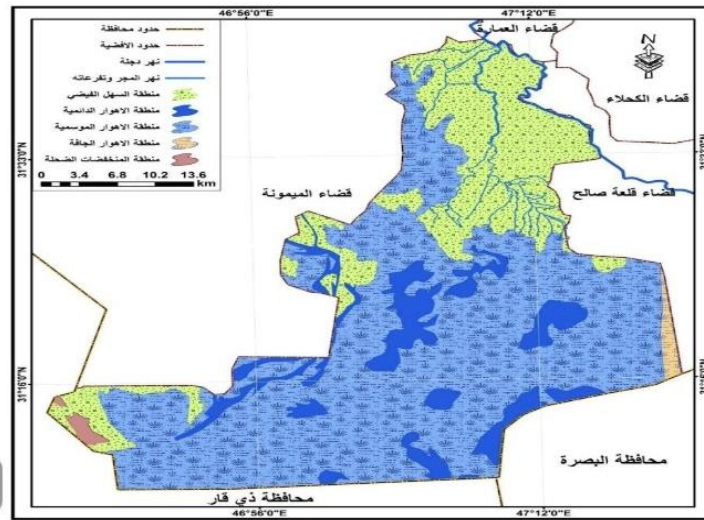 46°56'0"E
47°12'0"E
حدود محافظة
حدود الاقضية
نهر دجلة
نهر المجر وتفرعاته
منطقة السهل الفيضي
منطقة الاهوار الدائمية
منطقة الاهوار الموسمية
منطقة الاهوار الجافة
منطقة المنخفضات الضحلة
0 3.4 6.8 10.2 13.6
km
قضاء العمارة
N
قضاء الكحلاء
قضاء الميمونة
قضاء قلعة صالح
31°16'0"N
محافظة البصرة
محافظة ذي قار
46°56'0"E
47°12'0"E